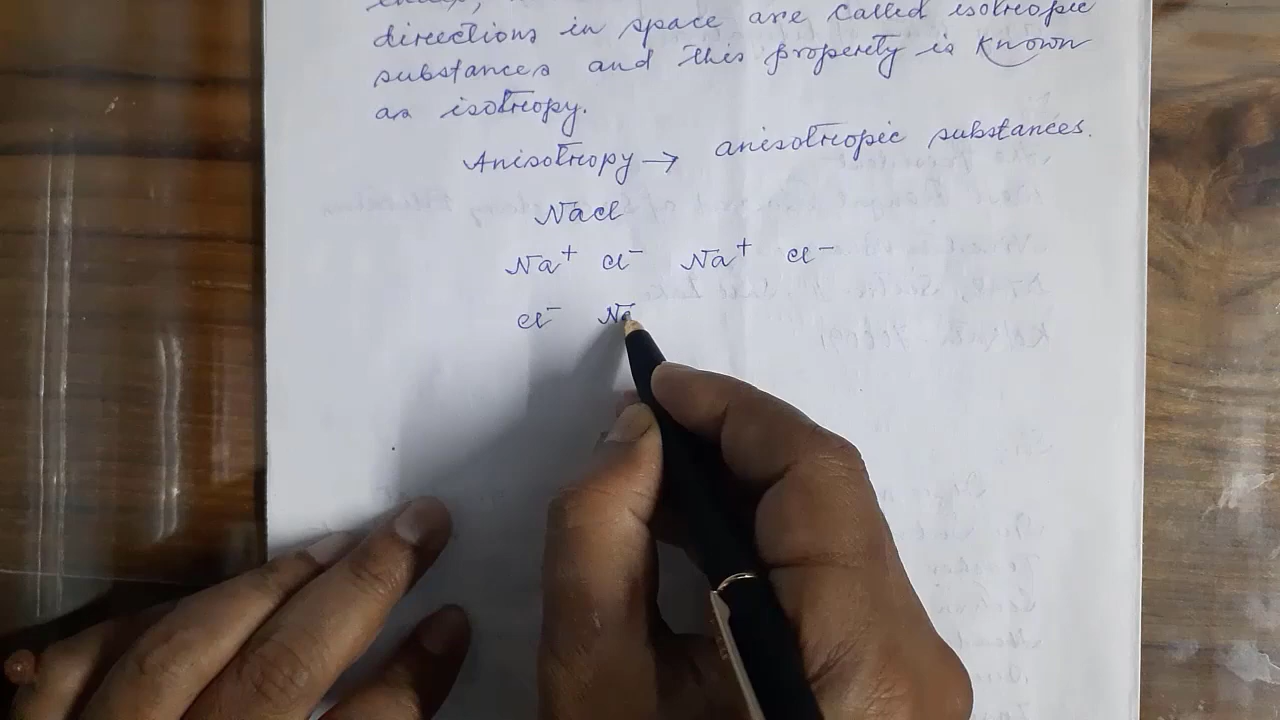 directions in space are called isotropic
substances and this property is known
as isotropy.
Anisotropy → anisotropic substances.
NaCl
Na⁺ Cl⁻ Na⁺ Cl⁻
Cl⁻ Na